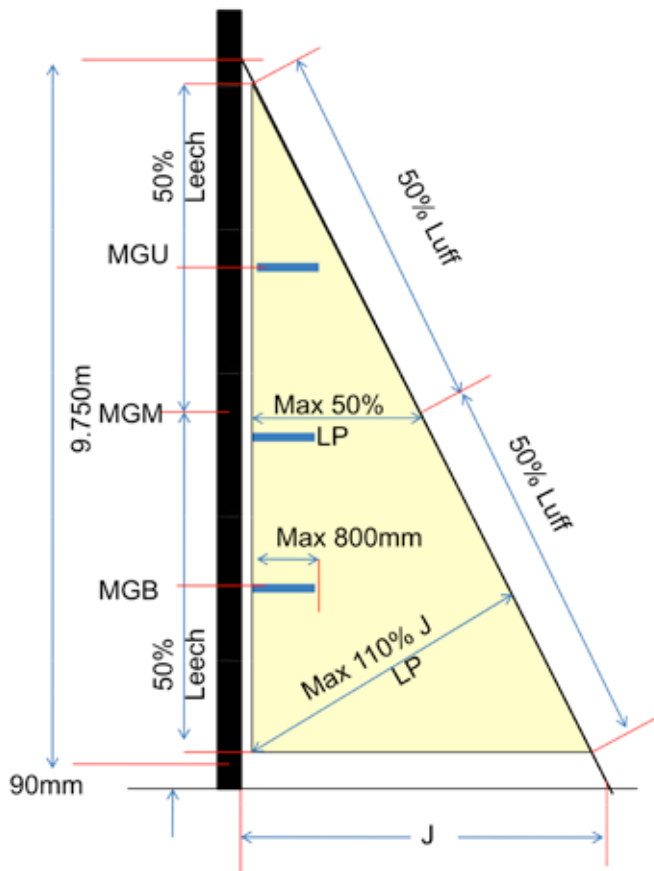 50%
Leech
50% Luff
MGU
9.750m
MGM
Max 50%
LP
50% Luff
Max 800mm
MGB
50%
Leech
Max 110% J
LP
90mm
J